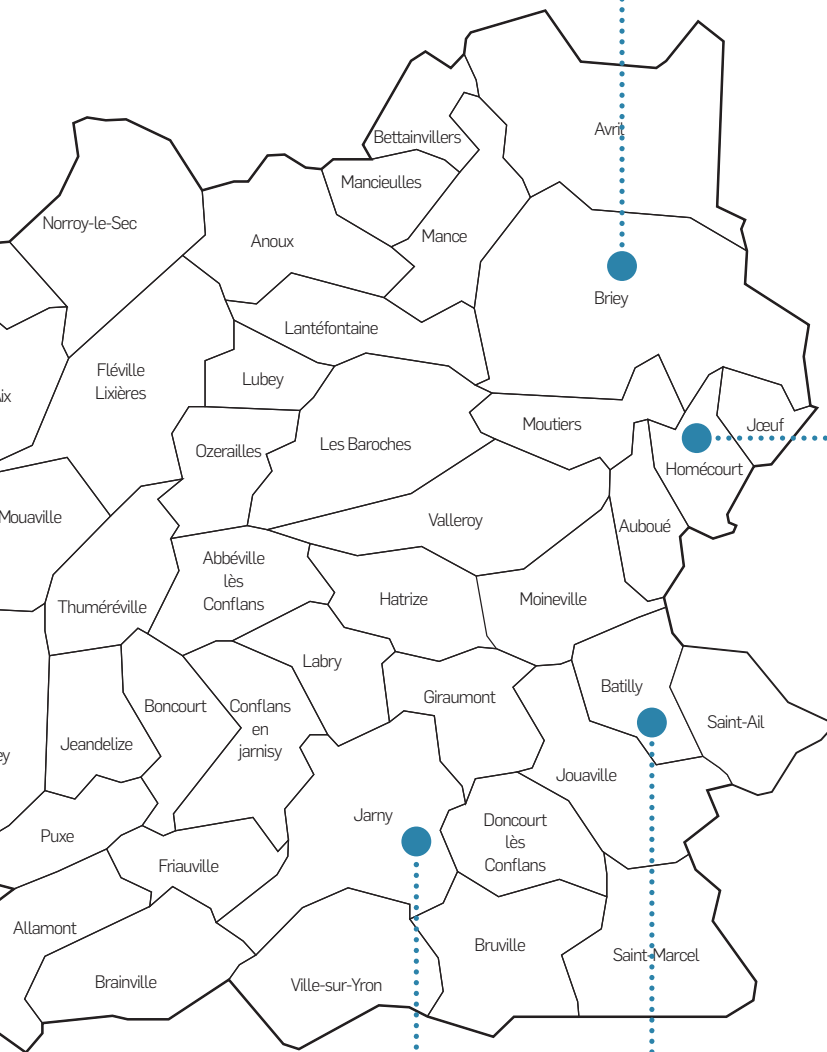 Avril
Bettainvillers
Mancieulles
Norroy-le-Sec
Anoux
Mance
Briey
Lantéfontaine
Fléville
Lixières
Lubey
ix
Moutiers
Jœuf
Les Baroches
Ozerailles
Homécourt
Mouaville
Valleroy
Auboué
Abbéville
lès
Conflans
Thuméréville
Hatrize
Moineville
Labry
Batilly
Giraumont
Boncourt
Conflans
en
jarnisy
Saint-Ail
Jeandelize
ey
Jouaville
Jarny
Doncourt
lès
Conflans
Puxe
Friauville
Allamont
Bruville
Saint-Marcel
Brainville
Ville-sur-Yron